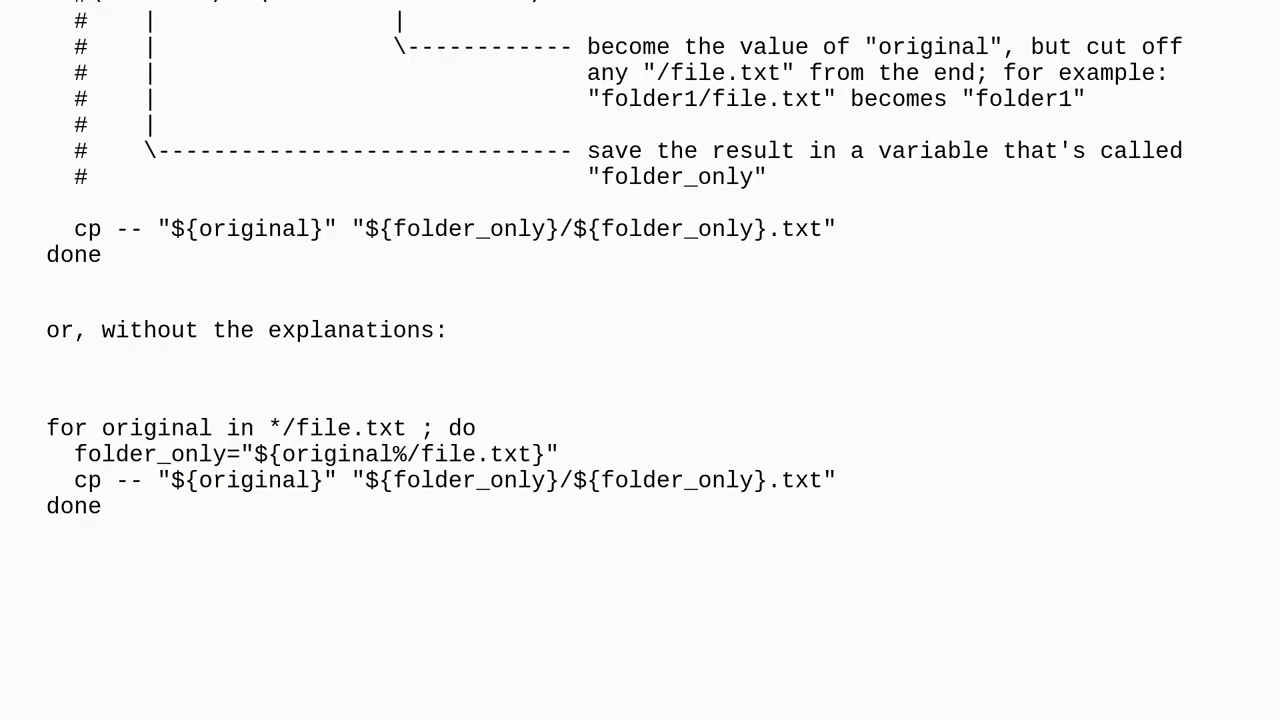 #    |                 |
#    |                 \------------ become the value of "original", but cut off
#    |                               any "/file.txt" from the end; for example:
#    |                               "folder1/file.txt" becomes "folder1"
#    |
#    \------------------------------ save the result in a variable that's called
#                                    "folder_only"
cp -- "${original}" "${folder_only}/${folder_only}.txt"
done
or, without the explanations:
for original in */file.txt ; do
folder_only="${original%/file.txt}"
cp -- "${original}" "${folder_only}/${folder_only}.txt"
done